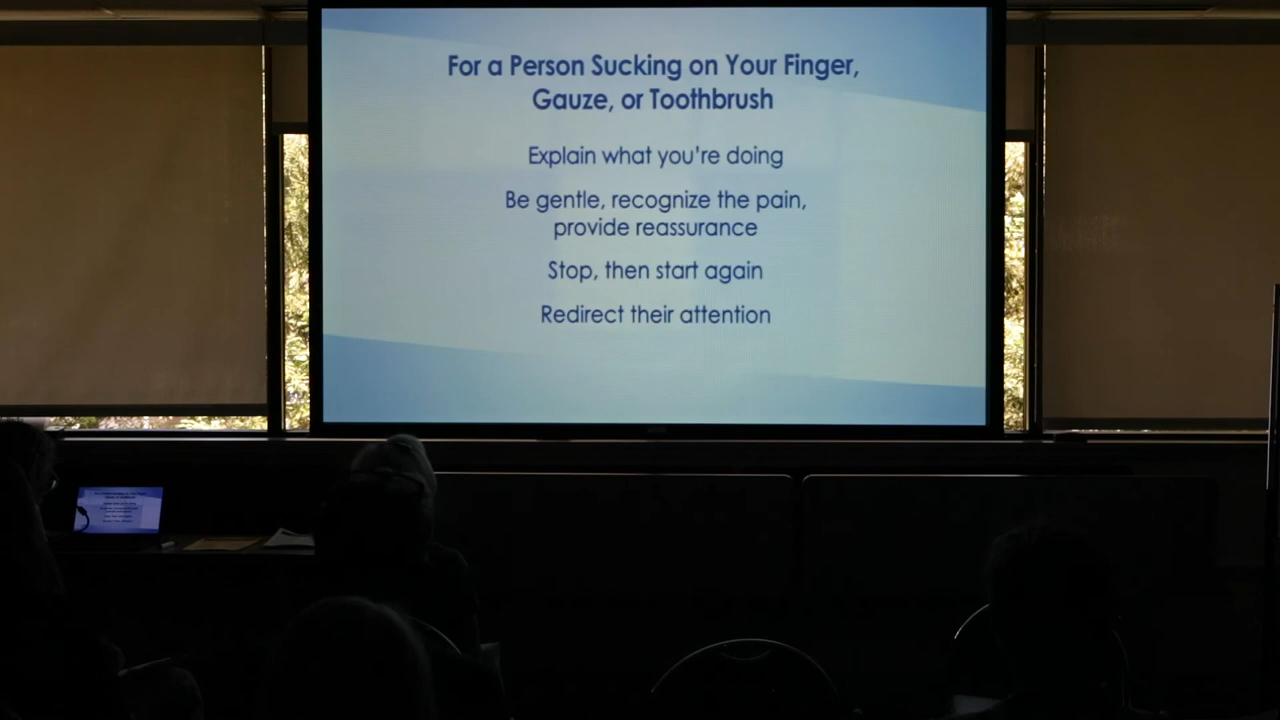 For a Person Sucking on Your Finger,
Gauze, or Toothbrush
Explain what you're doing
Be gentle, recognize the pain,
provide reassurance
Stop, then start again
Redirect their attention